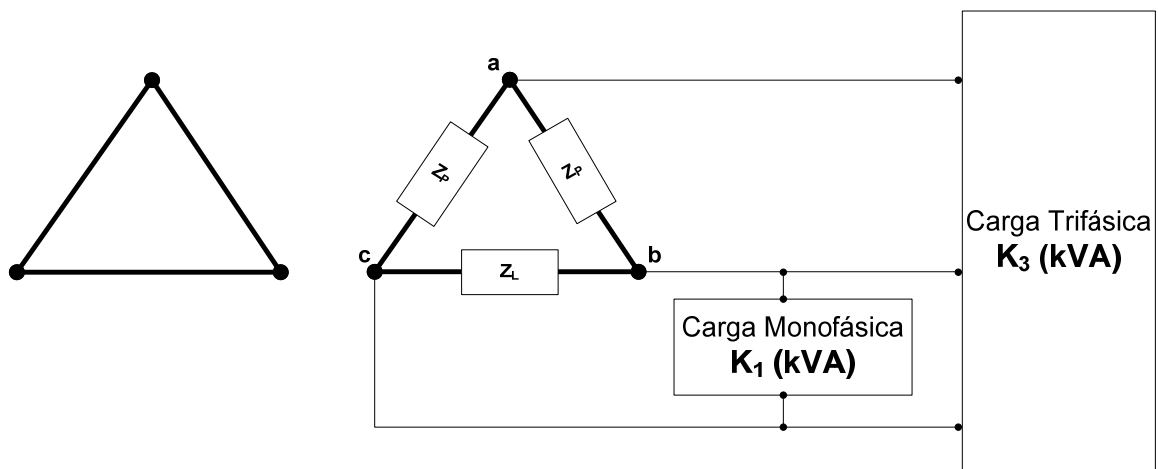 a
Z_P
Z_P
c
b
Z_L
Carga Trifásica
K₃ (kVA)
Carga Monofásica
K₁ (kVA)